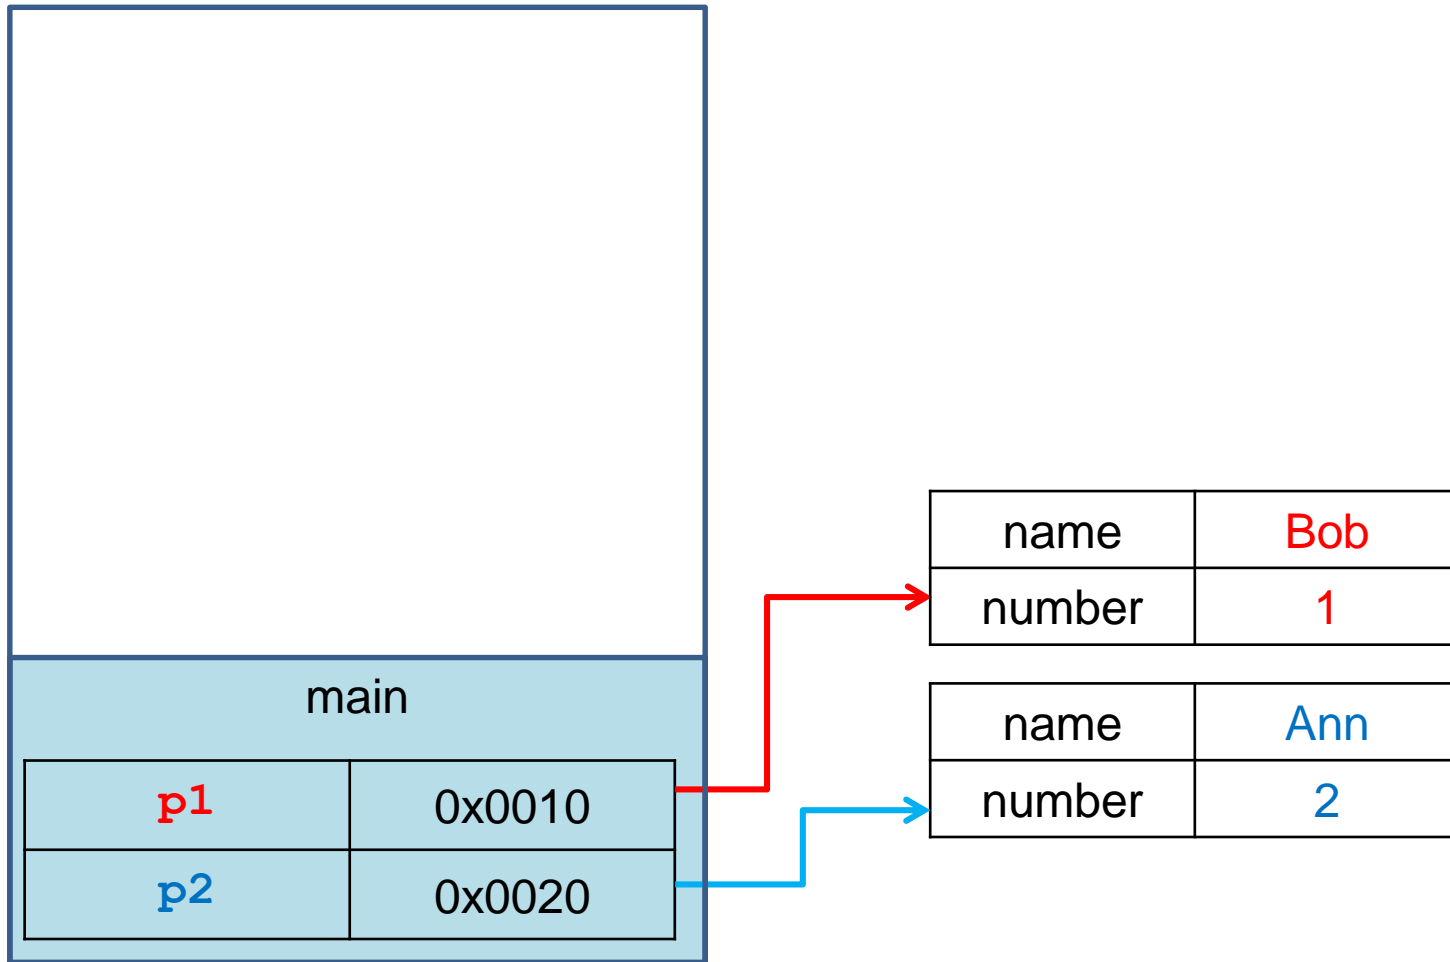 name Bob
number 1
main
name Ann
p1 0x0010
number 2
p2 0x0020